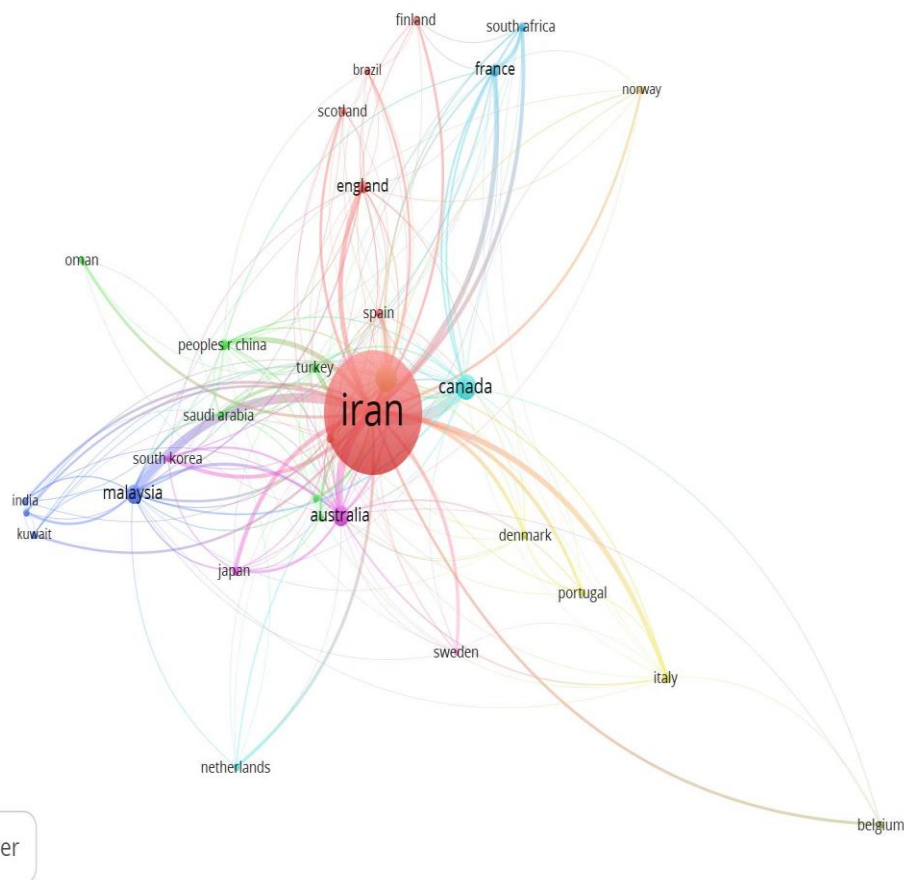 finland
south africa
france
brazil
norway
scotland
england
oman
spain
peoples r china
turkey
canada
iran
saudi arabia
south korea
malaysia
india
australia
kuwait
denmark
japan
portugal
sweden
italy
netherlands
belgium
er